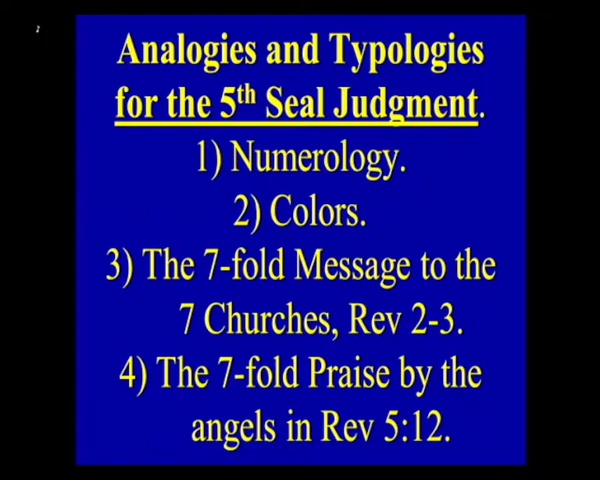 Analogies and Typologies
for the 5th Seal Judgment.
1) Numerology.
2) Colors.
3) The 7-fold Message to the
7 Churches, Rev 2-3.
4) The 7-fold Praise by the
angels in Rev 5:12.